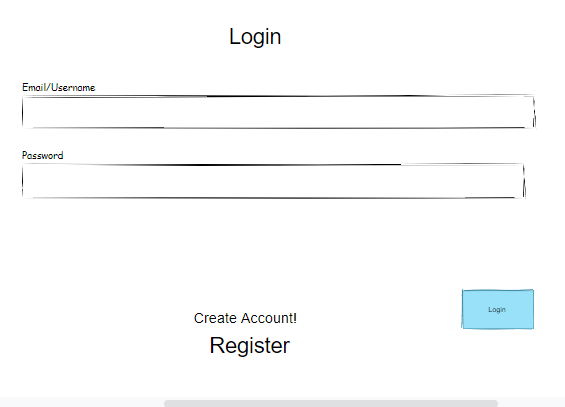 Login
Email/Username
Password
Login
Create Account!
Register